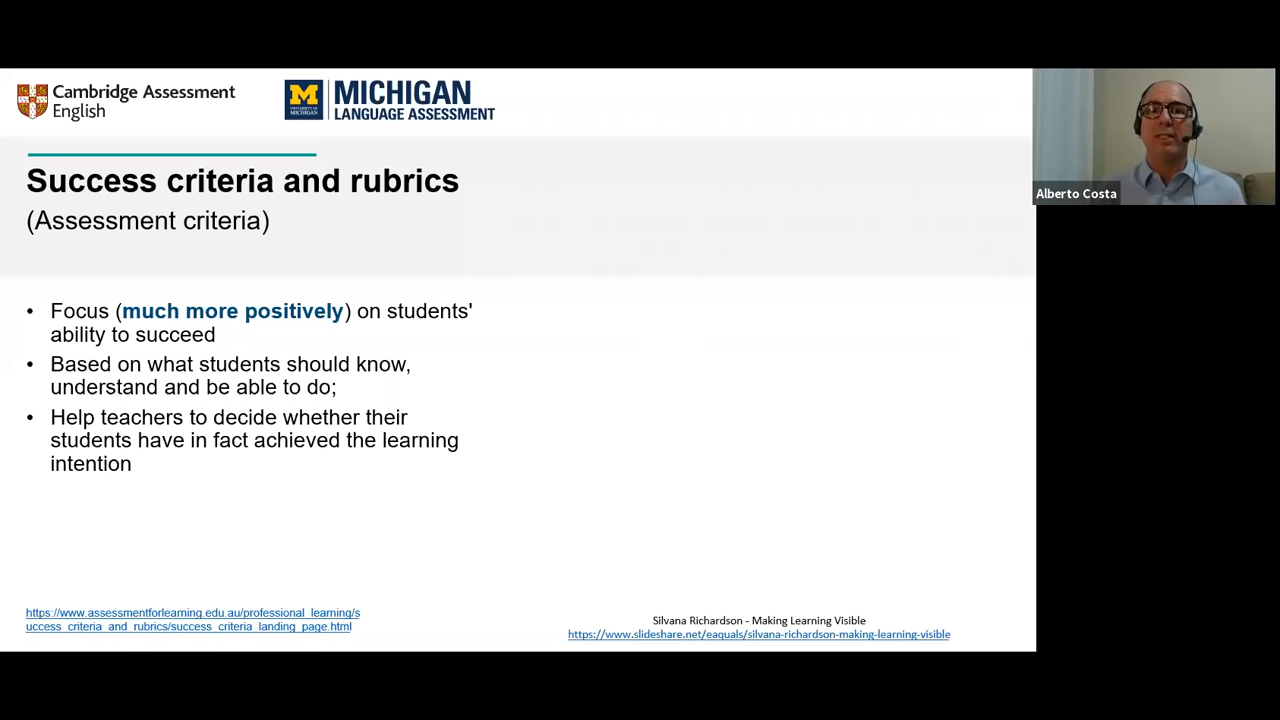 Cambridge Assessment
English
M
UNIVERSITY OF
MICHIGAN
MICHIGAN
LANGUAGE ASSESSMENT
Success criteria and rubrics
(Assessment criteria)
• Focus (much more positively) on students'
ability to succeed
• Based on what students should know,
understand and be able to do;
• Help teachers to decide whether their
students have in fact achieved the learning
intention
https://www.assessmentforlearning.edu.au/professional_learning/s
uccess_criteria_and_rubrics/success_criteria_landing_page.html
Silvana Richardson - Making Learning Visible
https://www.slideshare.net/eaquals/silvana-richardson-making-learning-visible
Alberto Costa